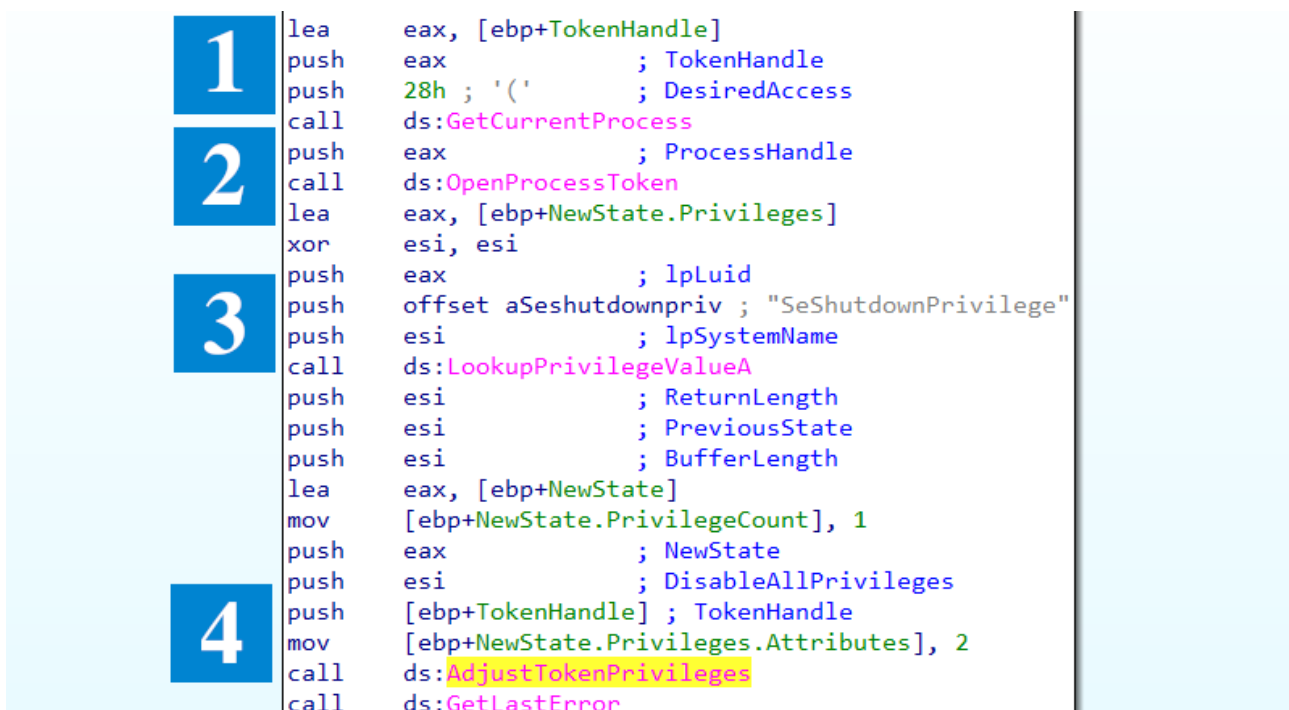 1
lea eax, [ebp+TokenHandle]
push eax ; TokenHandle
push 28h ; '(' ; DesiredAccess
call ds:GetCurrentProcess
2
push eax ; ProcessHandle
call ds:OpenProcessToken
lea eax, [ebp+NewState.Privileges]
xor esi, esi
push eax ; lpLuid
3
push offset aSeshutdownpriv ; "SeShutdownPrivilege"
push esi ; lpSystemName
call ds:LookupPrivilegeValueA
push esi ; ReturnLength
push esi ; PreviousState
push esi ; BufferLength
lea eax, [ebp+NewState]
mov [ebp+NewState.PrivilegeCount], 1
push eax ; NewState
push esi ; DisableAllPrivileges
4
push [ebp+TokenHandle] ; TokenHandle
mov [ebp+NewState.Privileges.Attributes], 2
call ds:AdjustTokenPrivileges
call ds:GetLastError